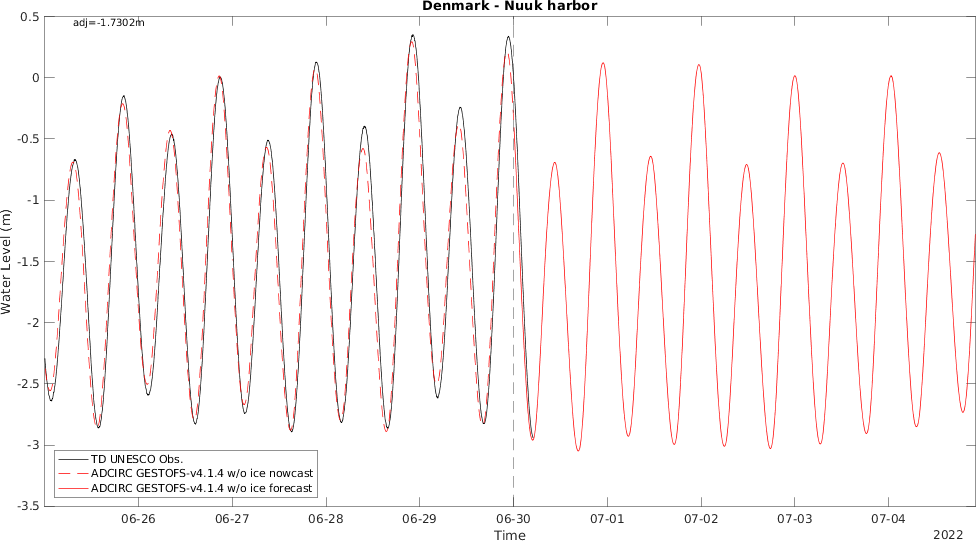 Denmark - Nuuk harbor
adj=-1.7302m
0.5
0
-0.5
-1
-1.5
-2
-2.5
-3
-3.5
Water Level (m)
TD UNESCO Obs.
ADCIRC GESTOFS-v4.1.4 w/o ice nowcast
ADCIRC GESTOFS-v4.1.4 w/o ice forecast
06-26 06-27 06-28 06-29 06-30 07-01 07-02 07-03 07-04
Time
2022